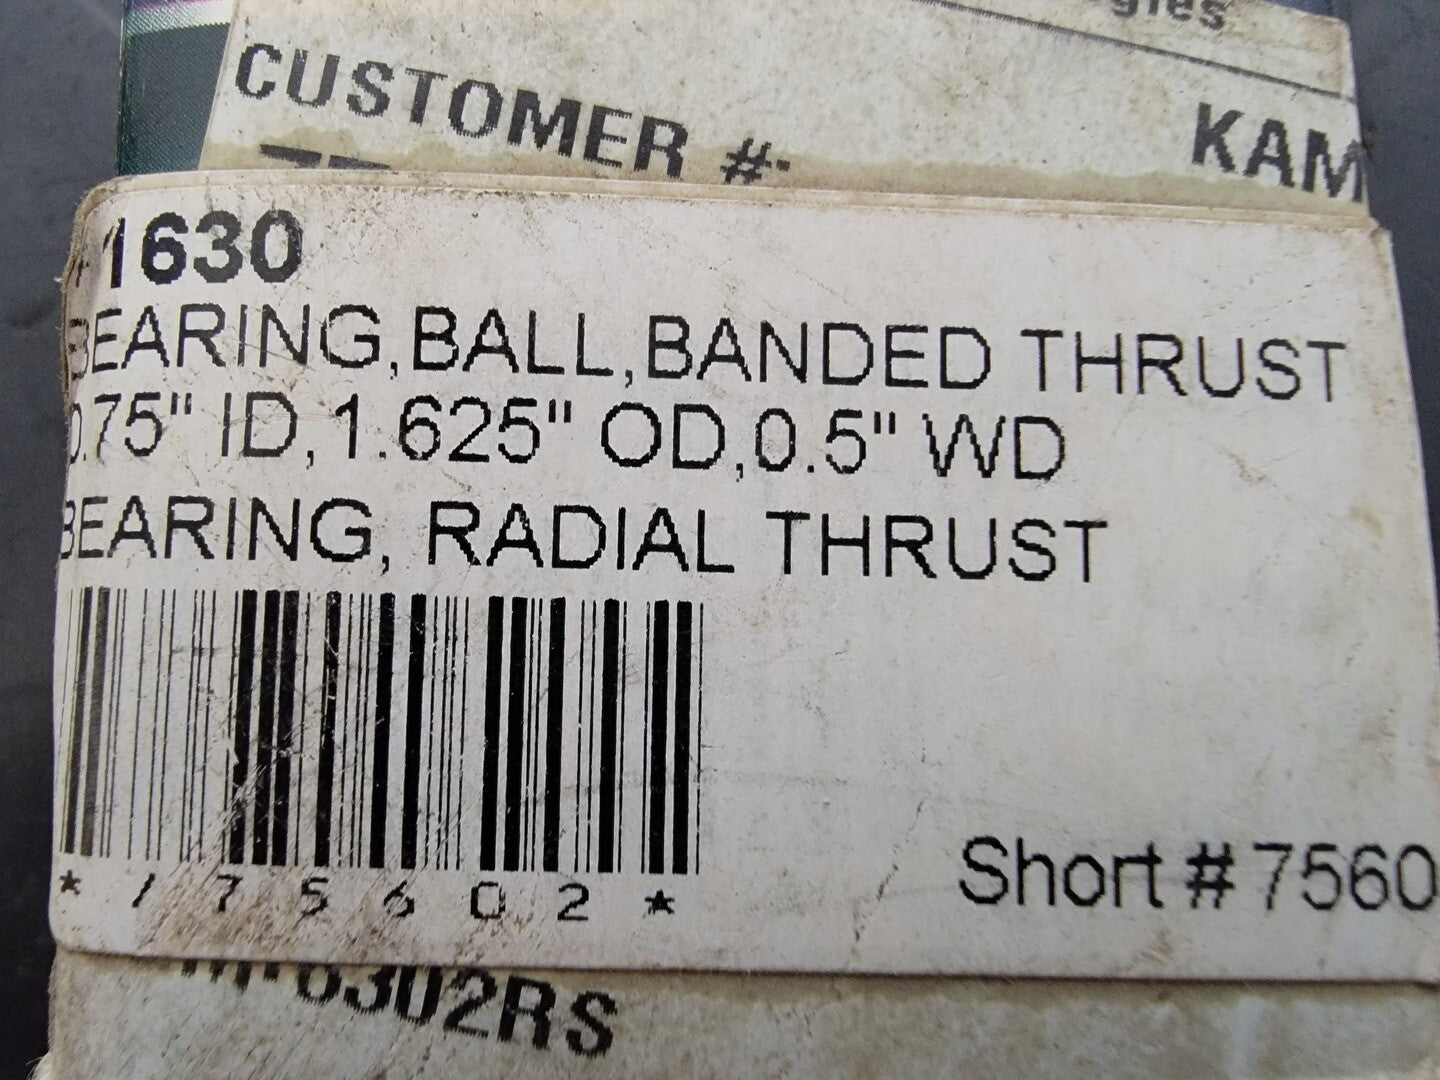 CUSTOMER #:
KAM
1630
BEARING,BALL,BANDED THRUST
0.75" ID,1.625" OD,0.5" WD
BEARING, RADIAL THRUST
*175602*
Short # 7560
6302RS